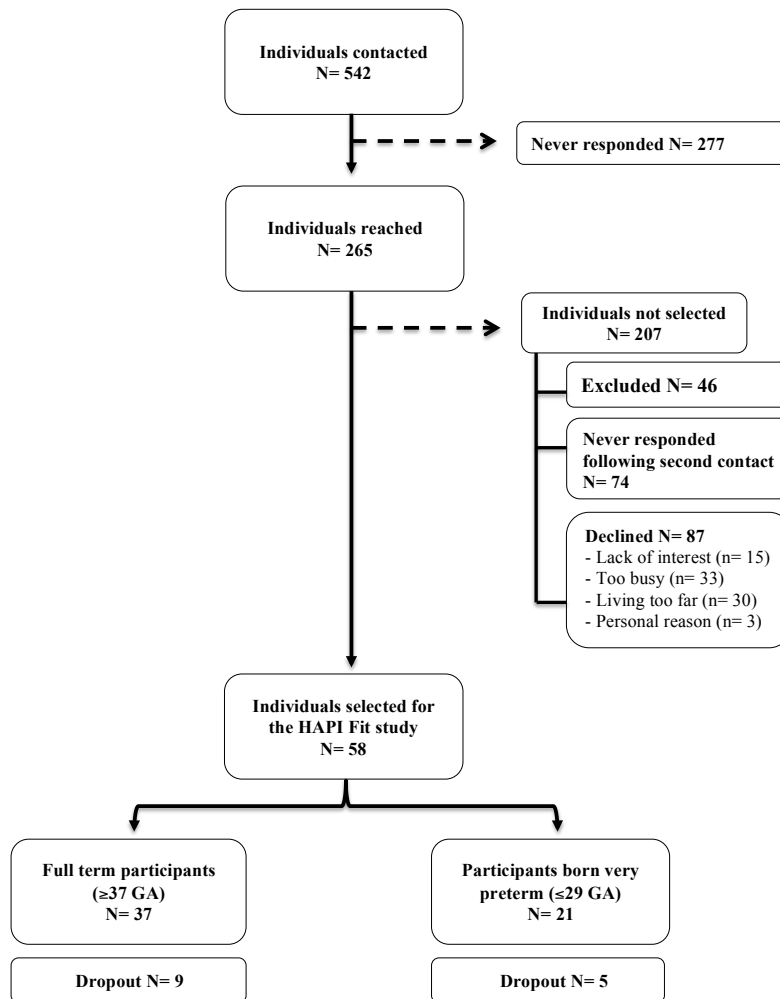 Individuals contacted
N= 542
Never responded N= 277
Individuals reached
N= 265
Individuals not selected
N= 207
Excluded N= 46
Never responded
following second contact
N= 74
Declined N= 87
- Lack of interest (n= 15)
- Too busy (n= 33)
- Living too far (n= 30)
- Personal reason (n= 3)
Individuals selected for
the HAPI Fit study
N= 58
Full term participants
(≥37 GA)
N= 37
Participants born very
preterm (≤29 GA)
N= 21
Dropout N= 9
Dropout N= 5